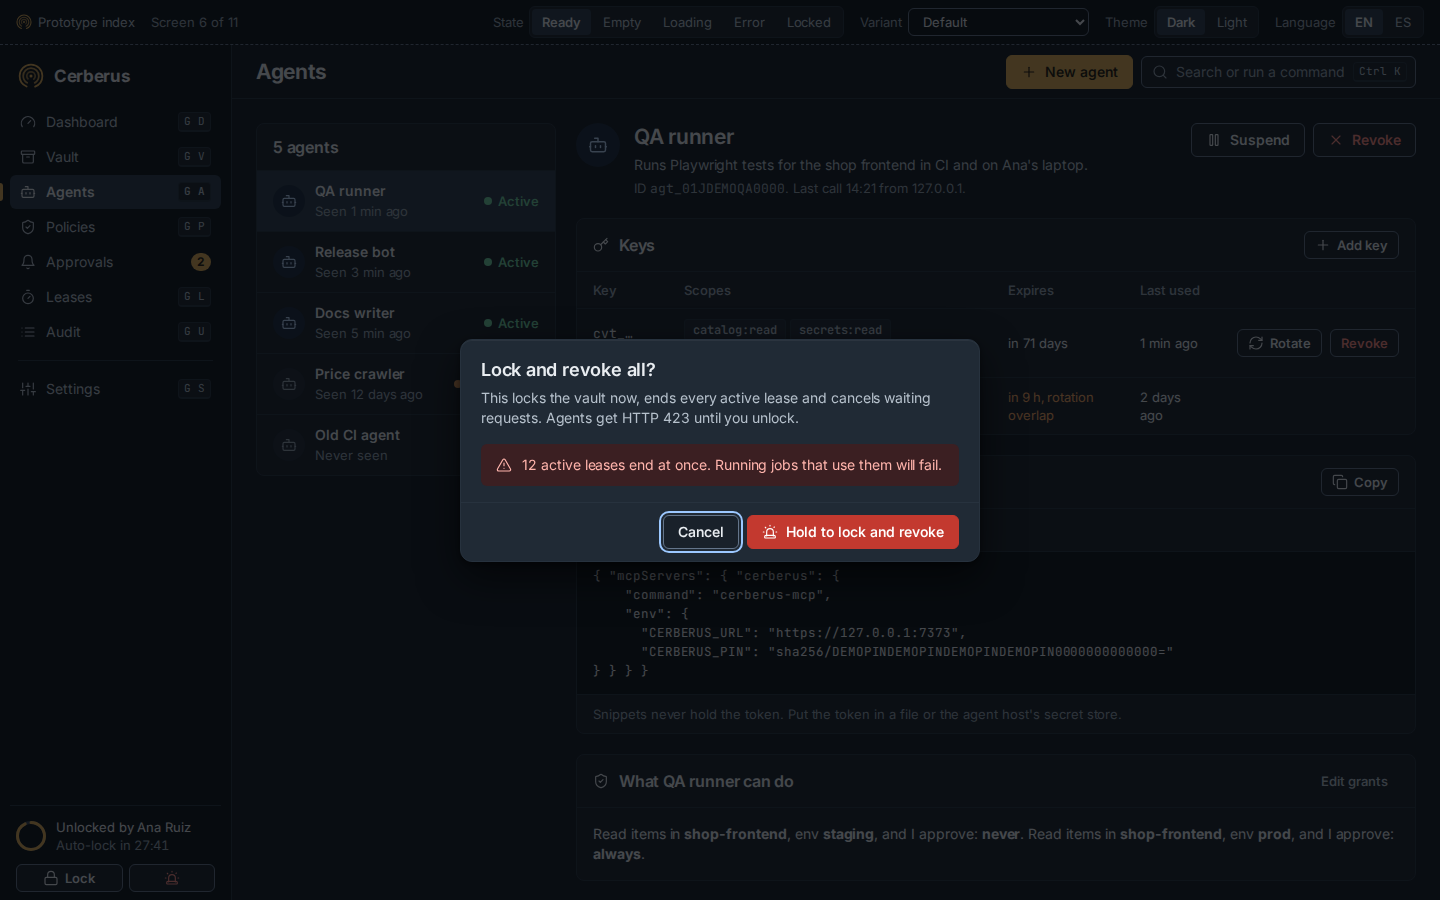 Prototype index Screen 6 of 11 State Ready Empty Loading Error Locked Variant Default Theme Dark Light Language EN ES
Cerberus
Dashboard G D
Vault G V
Agents G A
Policies G P
Approvals 2
Leases G L
Audit G U
Settings G S
Unlocked by Ana Ruiz
Auto-lock in 27:41
Lock
Agents
New agent
Search or run a command Ctrl K
5 agents
QA runner
Seen 1 min ago
Active
Release bot
Seen 3 min ago
Active
Docs writer
Seen 5 min ago
Active
Price crawler
Seen 12 days ago
Old CI agent
Never seen
QA runner
Runs Playwright tests for the shop frontend in CI and on Ana's laptop.
ID agt_01JDEMOQA0000. Last call 14:21 from 127.0.0.1.
Suspend
Revoke
Keys
Add key
Key Scopes Expires Last used
cvt_… catalog:read secrets:read
in 71 days 1 min ago Rotate Revoke
in 9 h, rotation
overlap
2 days
ago
Copy
Lock and revoke all?
This locks the vault now, ends every active lease and cancels waiting
requests. Agents get HTTP 423 until you unlock.
12 active leases end at once. Running jobs that use them will fail.
Cancel
Hold to lock and revoke
{ "mcpServers": { "cerberus": {
"command": "cerberus-mcp",
"env": {
"CERBERUS_URL": "https://127.0.0.1:7373",
"CERBERUS_PIN": "sha256/DEMOPINDEMOPINDEMOPINDEMOPIN0000000000000="
} } } }
Snippets never hold the token. Put the token in a file or the agent host's secret store.
What QA runner can do
Edit grants
Read items in shop-frontend, env staging, and I approve: never. Read items in shop-frontend, env prod, and I approve:
always.